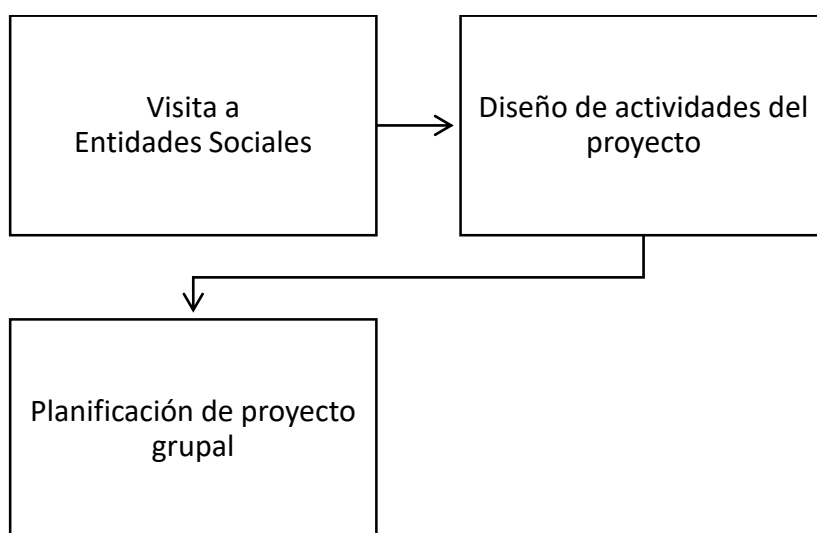 Visita a
Entidades Sociales
Diseño de actividades del
proyecto
Planificación de proyecto
grupal